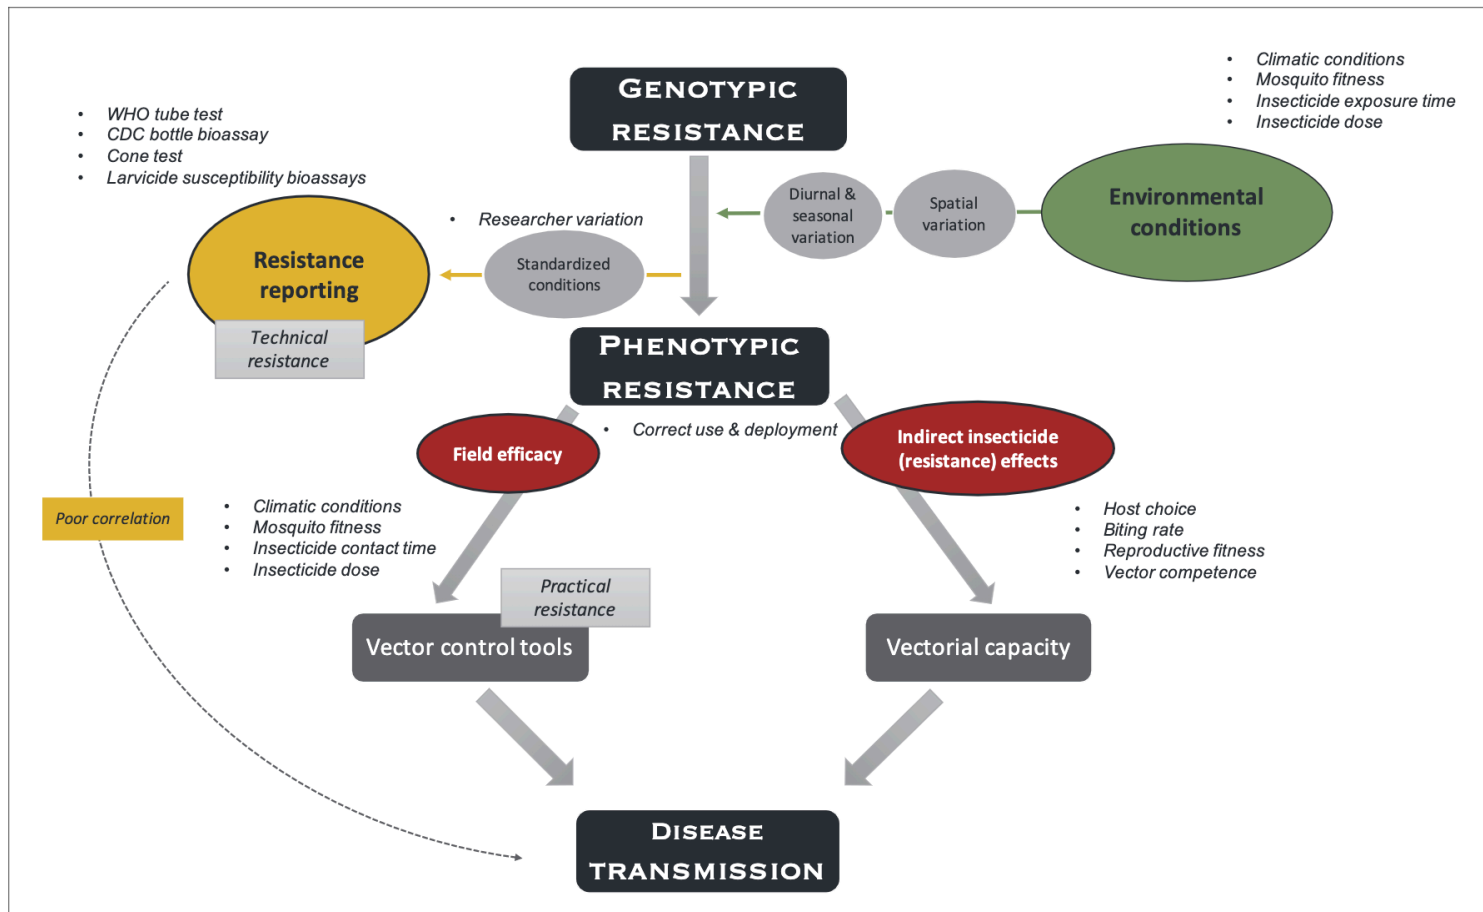 GENOTYPIC
RESISTANCE
• Climatic conditions
• Mosquito fitness
• Insecticide exposure time
• Insecticide dose
• WHO tube test
• CDC bottle bioassay
• Cone test
• Larvicide susceptibility bioassays
Environmental
conditions
Spatial
variation
Diurnal &
seasonal
variation
• Researcher variation
Standardized
conditions
Resistance
reporting
Technical
resistance
PHENOTYPIC
RESISTANCE
• Correct use & deployment
Field efficacy
Indirect insecticide
(resistance) effects
Poor correlation
• Climatic conditions
• Mosquito fitness
• Insecticide contact time
• Insecticide dose
• Host choice
• Biting rate
• Reproductive fitness
• Vector competence
Practical
resistance
Vector control tools
Vectorial capacity
DISEASE
TRANSMISSION